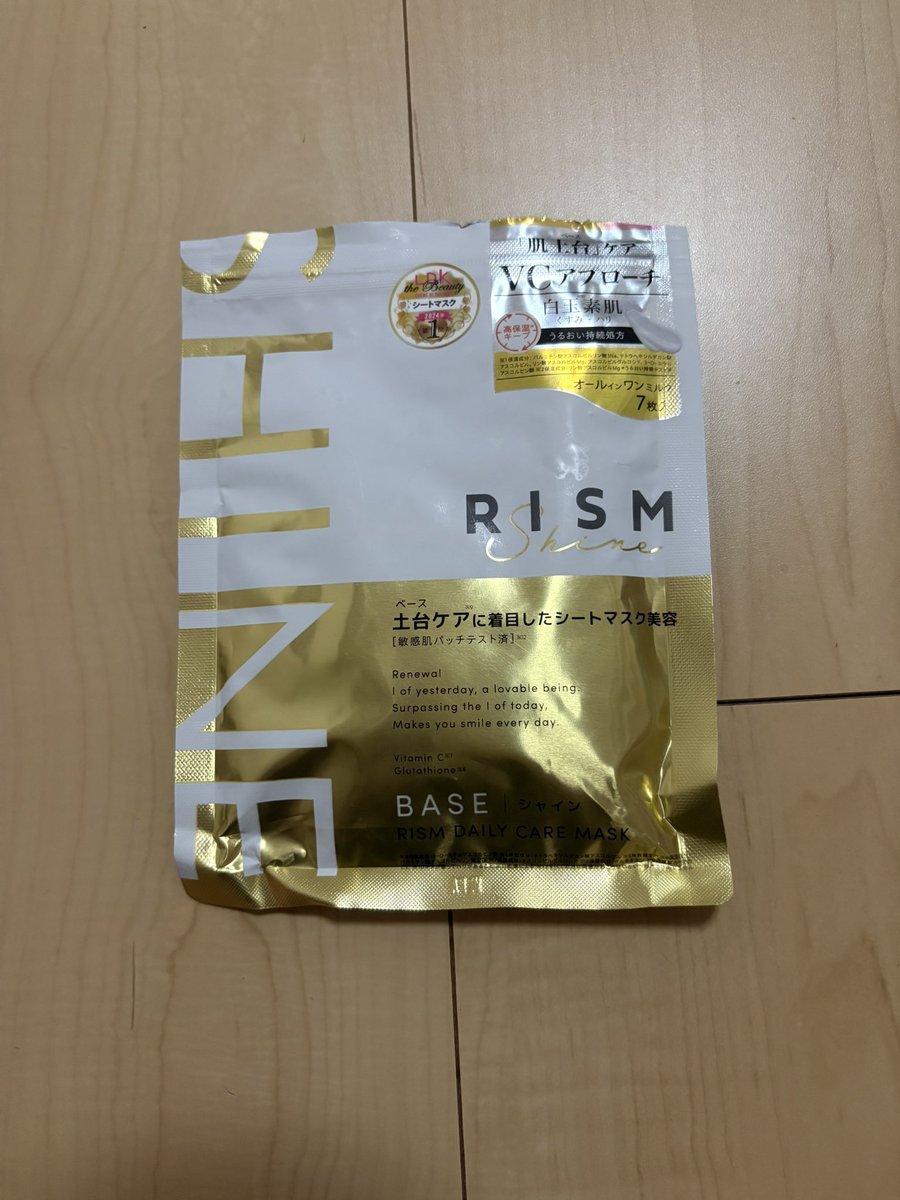 SHINE
LDK
the Beauty
シートマスク
2024年
1
「肌土台」ケア
VCアプローチ
白玉素肌
くすみ・ハリ
高保湿
キープ
うるおい持続処方
オールインワンミルク
7枚入
RISM
Shine
ベース
土台ケアに着目したシートマスク美容
[敏感肌パッチテスト済]
Renewal
I of yesterday, a lovable being.
Surpassing the I of today,
Makes you smile every day.
Vitamin C
Glutathione
BASE | シャイン
RISM DAILY CARE MASK